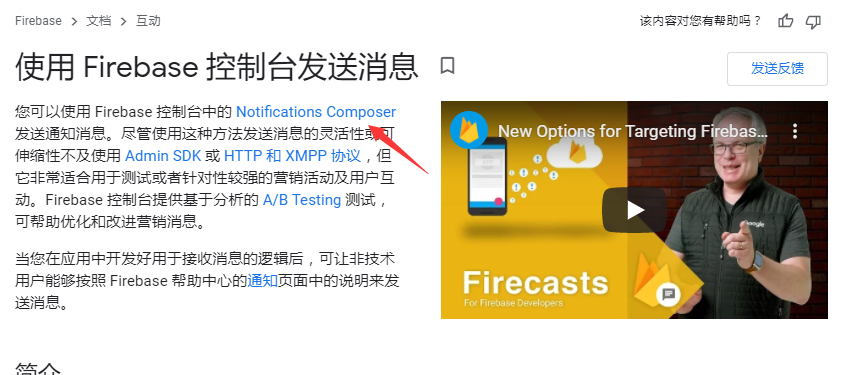 Firebase > 文档 > 互动
该内容对您有帮助吗？
使用 Firebase 控制台发送消息
发送反馈
您可以使用 Firebase 控制台中的 Notifications Composer
发送通知消息。尽管使用这种方法发送消息的灵活性或可
伸缩性不及使用 Admin SDK 或 HTTP 和 XMPP 协议，但
它非常适合用于测试或者针对性较强的营销活动及用户互
动。Firebase 控制台提供基于分析的 A/B Testing 测试，
可帮助优化和改进营销消息。
当您在应用中开发好用于接收消息的逻辑后，可让非技术
用户能够按照 Firebase 帮助中心的通知页面中的说明来发
送消息。
New Options for Targeting Firebas...
Google
Firecasts
For Firebase Developers
简介